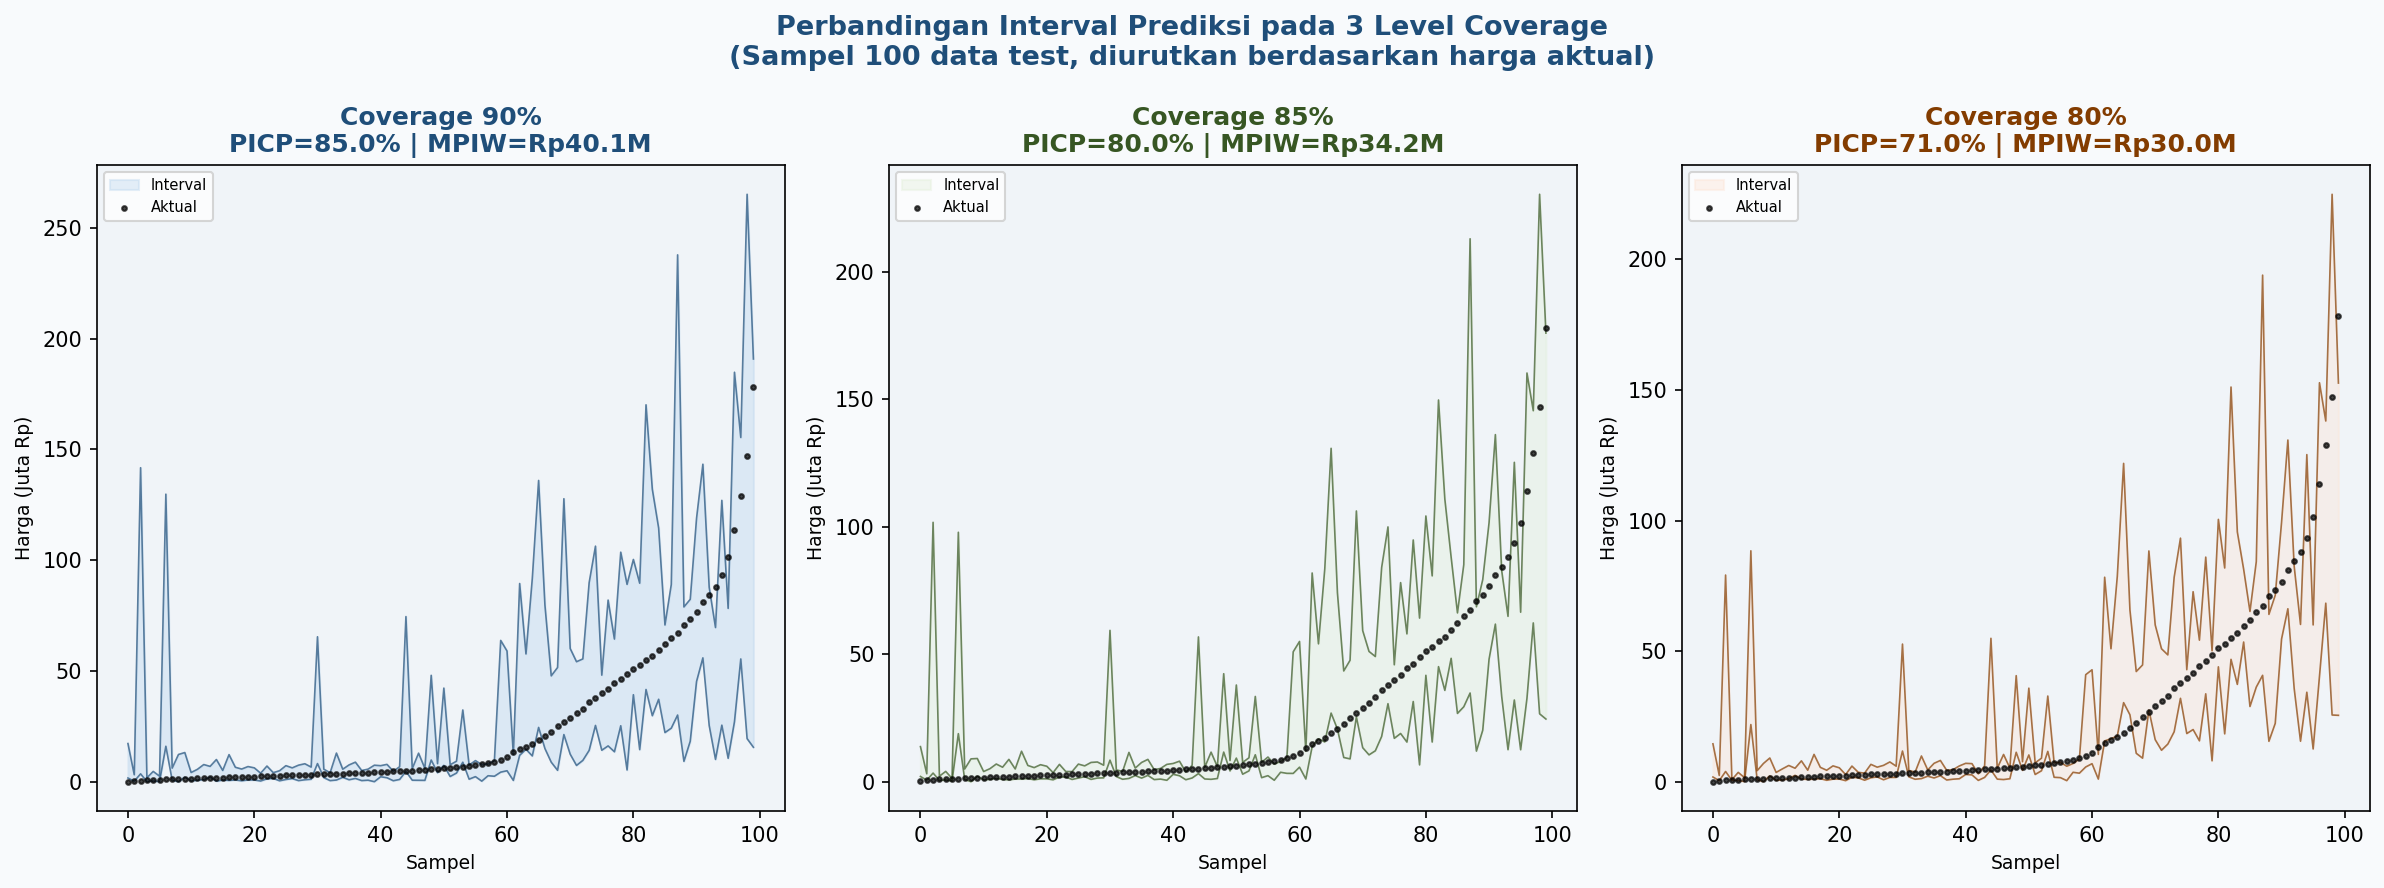 Perbandingan Interval Prediksi pada 3 Level Coverage
(Sampel 100 data test, diurutkan berdasarkan harga aktual)
Coverage 90%
PICP=85.0% | MPIW=Rp40.1M
Interval
Aktual
Harga (Juta Rp)
250
200
150
100
50
0
0 20 40 60 80 100
Sampel
Coverage 85%
PICP=80.0% | MPIW=Rp34.2M
Interval
Aktual
Harga (Juta Rp)
200
150
100
50
0
0 20 40 60 80 100
Sampel
Coverage 80%
PICP=71.0% | MPIW=Rp30.0M
Interval
Aktual
Harga (Juta Rp)
200
150
100
50
0
0 20 40 60 80 100
Sampel